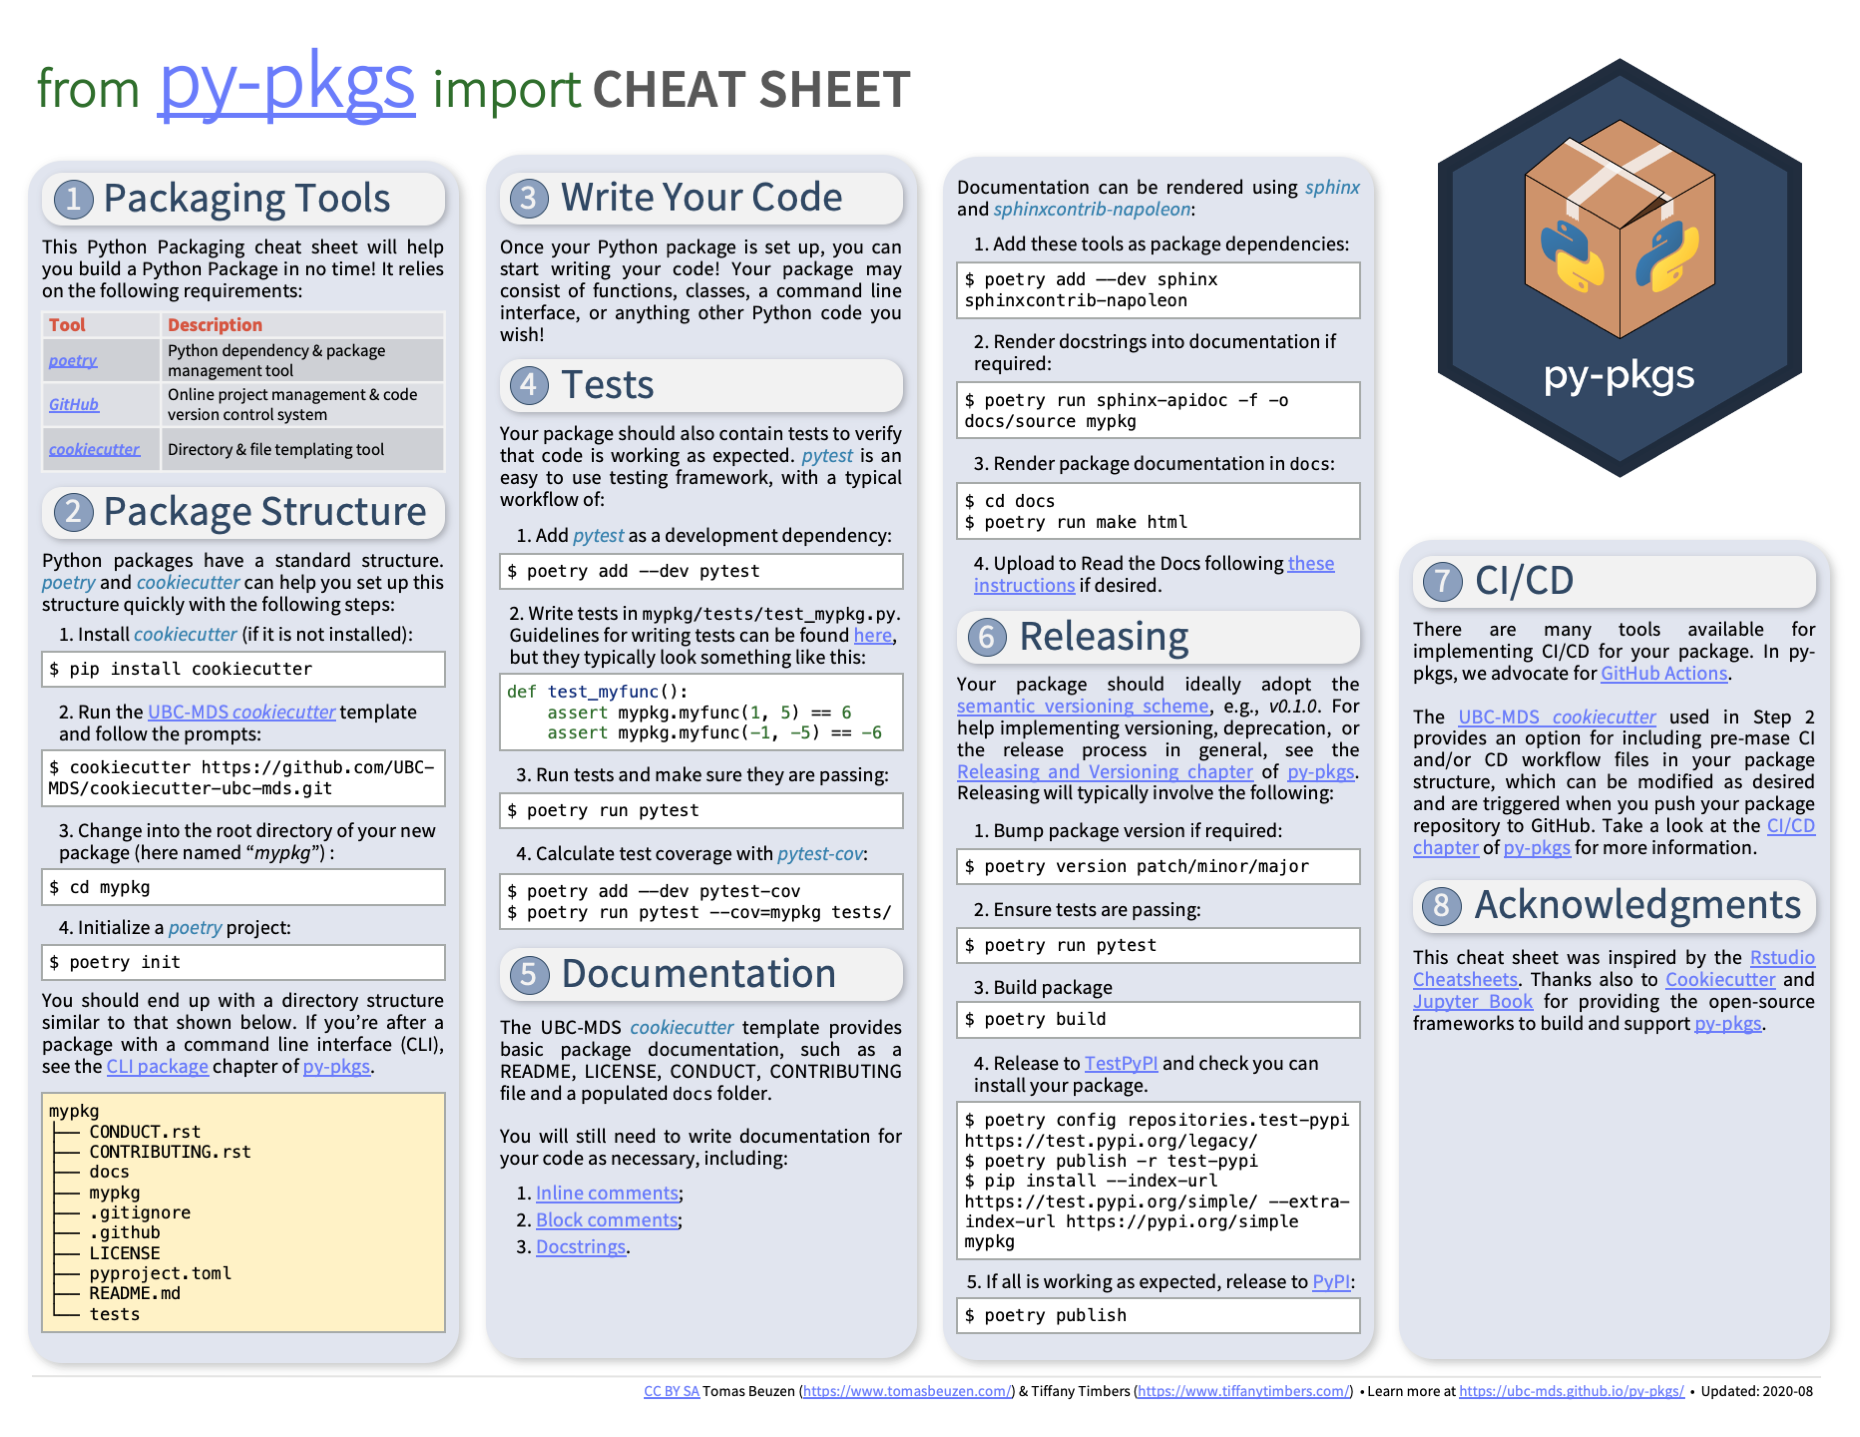 from py-pkgs import CHEAT SHEET
1 Packaging Tools
This Python Packaging cheat sheet will help
you build a Python Package in no time! It relies
on the following requirements:
Tool Description
poetry Python dependency & package
management tool
GitHub Online project management & code
version control system
cookiecutter Directory & file templating tool
2 Package Structure
Python packages have a standard structure.
poetry and cookiecutter can help you set up this
structure quickly with the following steps:
1. Install cookiecutter (if it is not installed):
$ pip install cookiecutter
2. Run the UBC-MDS cookiecutter template
and follow the prompts:
$ cookiecutter https://github.com/UBC-
MDS/cookiecutter-ubc-mds.git
3. Change into the root directory of your new
package (here named “mypkg”) :
$ cd mypkg
4. Initialize a poetry project:
$ poetry init
You should end up with a directory structure
similar to that shown below. If you’re after a
package with a command line interface (CLI),
see the CLI package chapter of py-pkgs.
mypkg
├── CONDUCT.rst
├── CONTRIBUTING.rst
├── docs
├── mypkg
├── .gitignore
├── .github
├── LICENSE
├── pyproject.toml
├── README.md
└── tests
3 Write Your Code
Once your Python package is set up, you can
start writing your code! Your package may
consist of functions, classes, a command line
interface, or anything other Python code you
wish!
4 Tests
Your package should also contain tests to verify
that code is working as expected. pytest is an
easy to use testing framework, with a typical
workflow of:
1. Add pytest as a development dependency:
$ poetry add --dev pytest
2. Write tests in mypkg/tests/test_mypkg.py.
Guidelines for writing tests can be found here,
but they typically look something like this:
def test_myfunc():
    assert mypkg.myfunc(1, 5) == 6
    assert mypkg.myfunc(-1, -5) == -6
3. Run tests and make sure they are passing:
$ poetry run pytest
4. Calculate test coverage with pytest-cov:
$ poetry add --dev pytest-cov
$ poetry run pytest --cov=mypkg tests/
5 Documentation
The UBC-MDS cookiecutter template provides
basic package documentation, such as a
README, LICENSE, CONDUCT, CONTRIBUTING
file and a populated docs folder.
You will still need to write documentation for
your code as necessary, including:
1. Inline comments;
2. Block comments;
3. Docstrings.
Documentation can be rendered using sphinx
and sphinxcontrib-napoleon:
1. Add these tools as package dependencies:
$ poetry add --dev sphinx
sphinxcontrib-napoleon
2. Render docstrings into documentation if
required:
$ poetry run sphinx-apidoc -f -o
docs/source mypkg
3. Render package documentation in docs:
$ cd docs
$ poetry run make html
4. Upload to Read the Docs following these
instructions if desired.
6 Releasing
Your package should ideally adopt the
semantic versioning scheme, e.g., v0.1.0. For
help implementing versioning, deprecation, or
the release process in general, see the
Releasing and Versioning chapter of py-pkgs.
Releasing will typically involve the following:
1. Bump package version if required:
$ poetry version patch/minor/major
2. Ensure tests are passing:
$ poetry run pytest
3. Build package
$ poetry build
4. Release to TestPyPI and check you can
install your package.
$ poetry config repositories.test-pypi
https://test.pypi.org/legacy/
$ poetry publish -r test-pypi
$ pip install --index-url
https://test.pypi.org/simple/ --extra-
index-url https://pypi.org/simple
mypkg
5. If all is working as expected, release to PyPI:
$ poetry publish
py-pkgs
7 CI/CD
There are many tools available for
implementing CI/CD for your package. In py-
pkgs, we advocate for GitHub Actions.
The UBC-MDS cookiecutter used in Step 2
provides an option for including pre-mase CI
and/or CD workflow files in your package
structure, which can be modified as desired
and are triggered when you push your package
repository to GitHub. Take a look at the CI/CD
chapter of py-pkgs for more information.
8 Acknowledgments
This cheat sheet was inspired by the Rstudio
Cheatsheets. Thanks also to Cookiecutter and
Jupyter Book for providing the open-source
frameworks to build and support py-pkgs.
CC BY SA Tomas Beuzen (https://www.tomasbeuzen.com/) & Tiffany Timbers (https://www.tiffanytimbers.com/) • Learn more at https://ubc-mds.github.io/py-pkgs/ • Updated: 2020-08